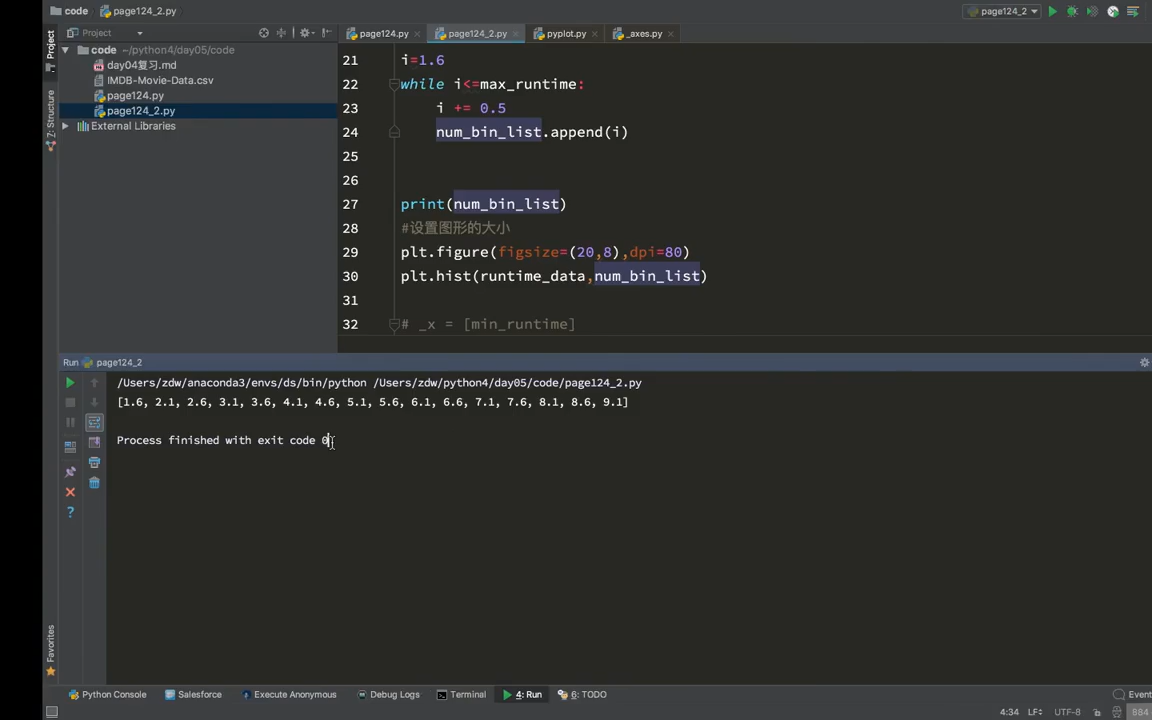 code page124_2.py
page124_2
Project
page124.py page124_2.py pyplot.py _axes.py
code ~/python4/day05/code
day04复习.md
IMDB-Movie-Data.csv
page124.py
page124_2.py
External Libraries
Project
Z: Structure
Favorites
21 i=1.6
22 while i<=max_runtime:
23 i += 0.5
24 num_bin_list.append(i)
25
26
27 print(num_bin_list)
28 #设置图形的大小
29 plt.figure(figsize=(20,8),dpi=80)
30 plt.hist(runtime_data,num_bin_list)
31
32 # _x = [min_runtime]
Run page124_2
/Users/zdw/anaconda3/envs/ds/bin/python /Users/zdw/python4/day05/code/page124_2.py
[1.6, 2.1, 2.6, 3.1, 3.6, 4.1, 4.6, 5.1, 5.6, 6.1, 6.6, 7.1, 7.6, 8.1, 8.6, 9.1]
Process finished with exit code 0
Python Console Salesforce Execute Anonymous Debug Logs Terminal 4: Run 6: TODO Event
4:34 LF UTF-8 884